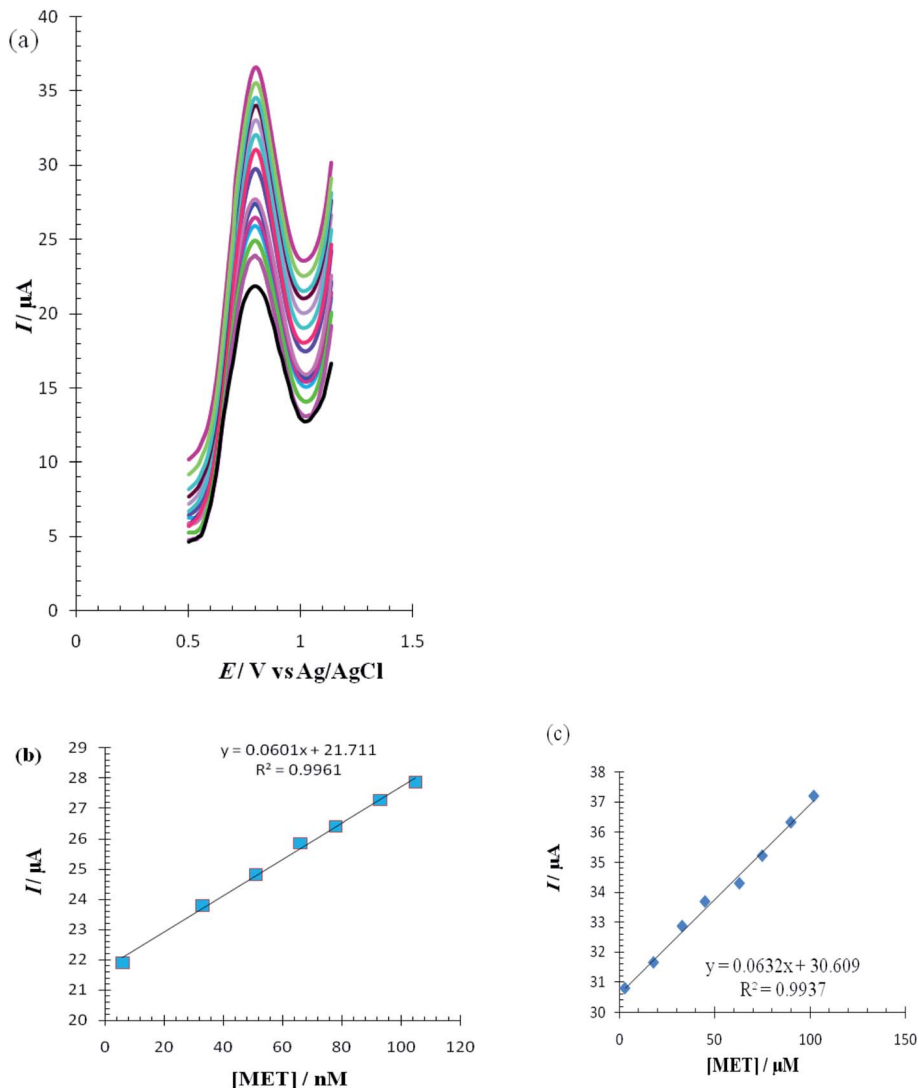 (a)
40
35
30
25
20
15
10
5
0
I / µA
0 0.5 1 1.5
E / V vs Ag/AgCl
(b)
y = 0.0601x + 21.711
R² = 0.9961
29
28
27
26
25
24
23
22
21
20
I / µA
0 20 40 60 80 100 120
[MET] / nM
(c)
38
37
36
35
34
33
32
31
30
I / µA
y = 0.0632x + 30.609
R² = 0.9937
0 50 100 150
[MET] / µM